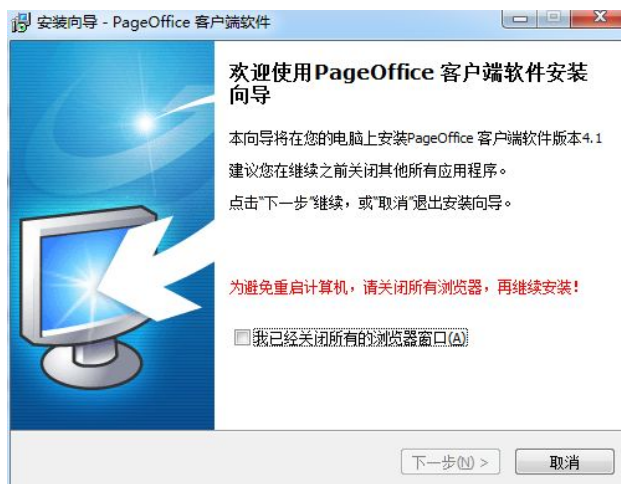 安装向导 - PageOffice 客户端软件
欢迎使用PageOffice 客户端软件安装
向导
本向导将在您的电脑上安装PageOffice 客户端软件版本4.1
建议您在继续之前关闭其他所有应用程序。
点击“下一步”继续，或“取消”退出安装向导。
为避免重启计算机，请关闭所有浏览器，再继续安装！
我已经关闭所有的浏览器窗口(A)
下一步(N) >
取消